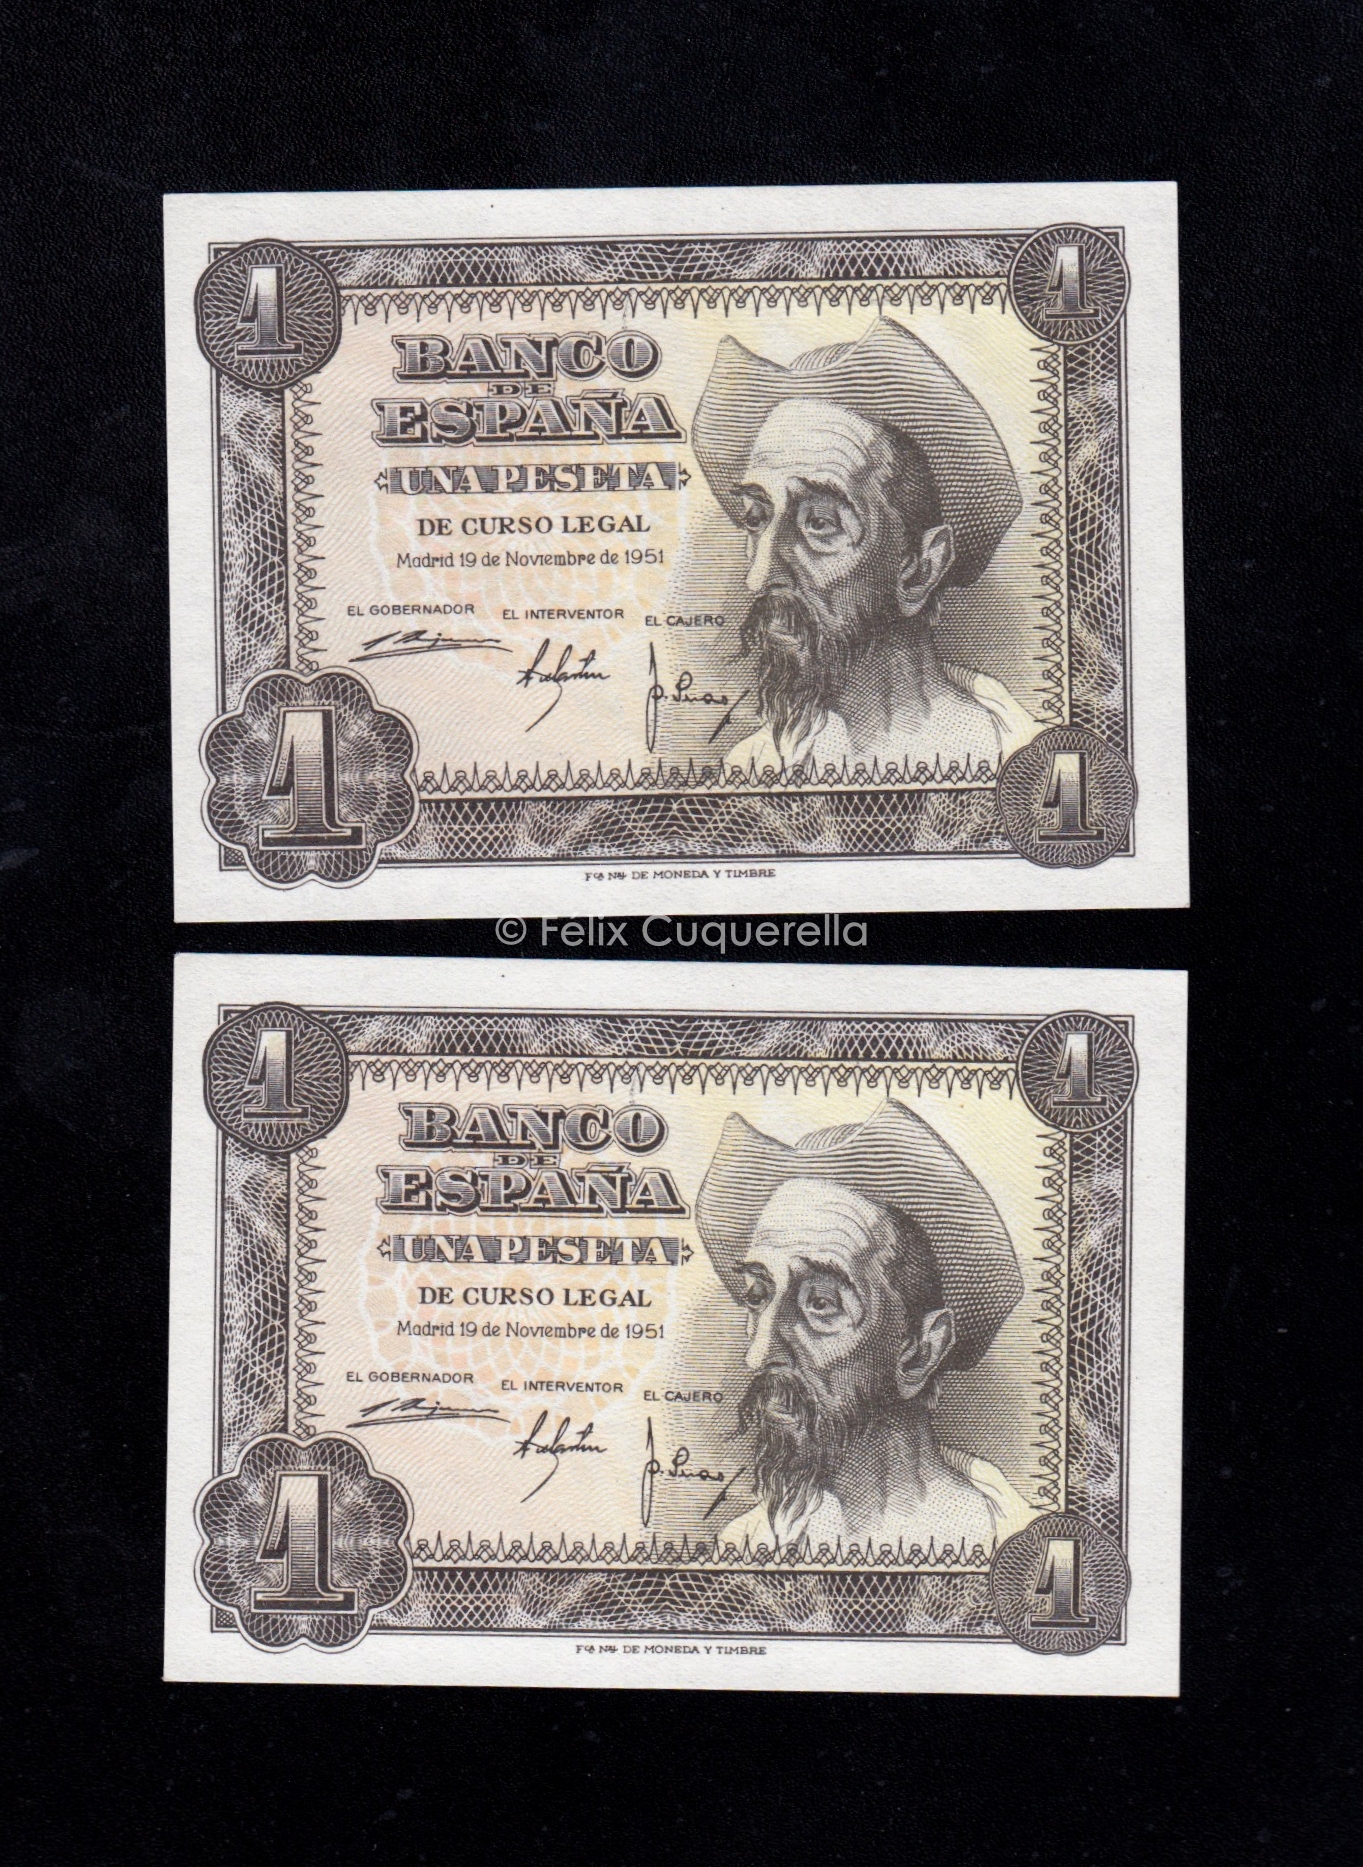 1
1
BANCO
DE
ESPAÑA
UNA PESETA
DE CURSO LEGAL
Madrid 19 de Noviembre de 1951
EL GOBERNADOR EL INTERVENTOR EL CAJERO
1
1
Fca Nal DE MONEDA Y TIMBRE
© Félix Cuquerella
1
1
BANCO
DE
ESPAÑA
UNA PESETA
DE CURSO LEGAL
Madrid 19 de Noviembre de 1951
EL GOBERNADOR EL INTERVENTOR EL CAJERO
1
1
Fca Nal DE MONEDA Y TIMBRE